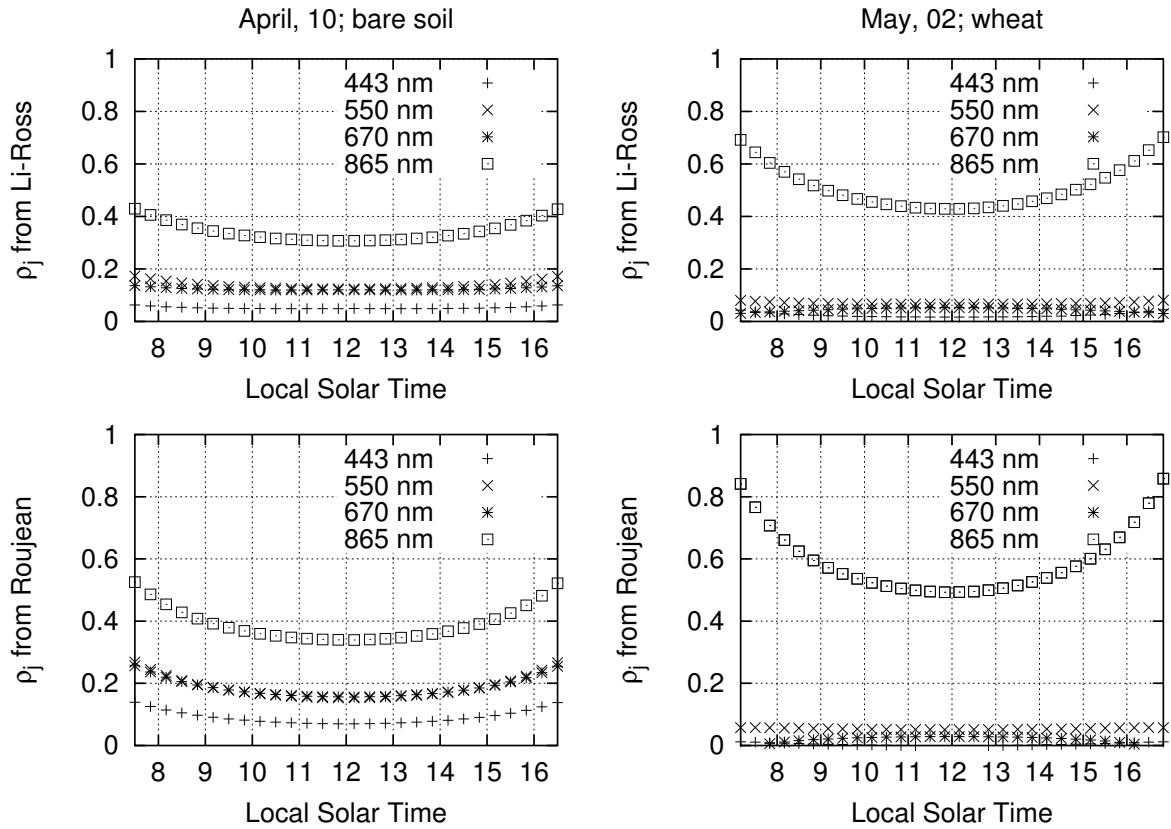 April, 10; bare soil
ρj from Li-Ross
1
0.8
0.6
0.4
0.2
0
443 nm
550 nm
670 nm
865 nm
8 9 10 11 12 13 14 15 16
Local Solar Time
May, 02; wheat
ρj from Li-Ross
1
0.8
0.6
0.4
0.2
0
443 nm
550 nm
670 nm
865 nm
8 9 10 11 12 13 14 15 16
Local Solar Time
ρj from Roujean
1
0.8
0.6
0.4
0.2
0
443 nm
550 nm
670 nm
865 nm
8 9 10 11 12 13 14 15 16
Local Solar Time
ρj from Roujean
1
0.8
0.6
0.4
0.2
0
443 nm
550 nm
670 nm
865 nm
8 9 10 11 12 13 14 15 16
Local Solar Time